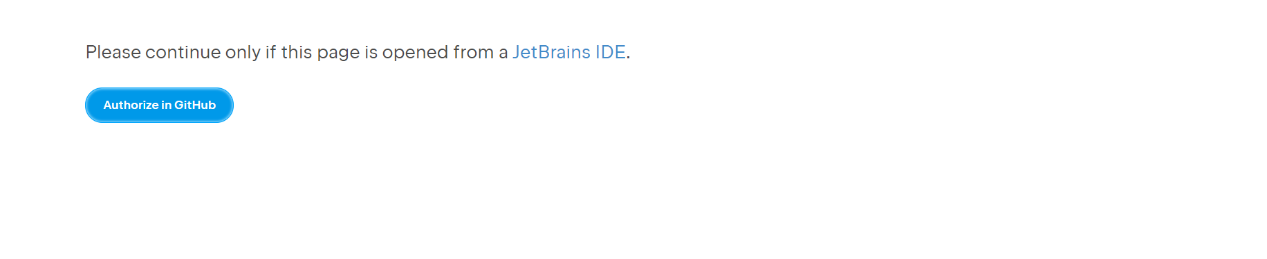 Please continue only if this page is opened from a JetBrains IDE.
Authorize in GitHub